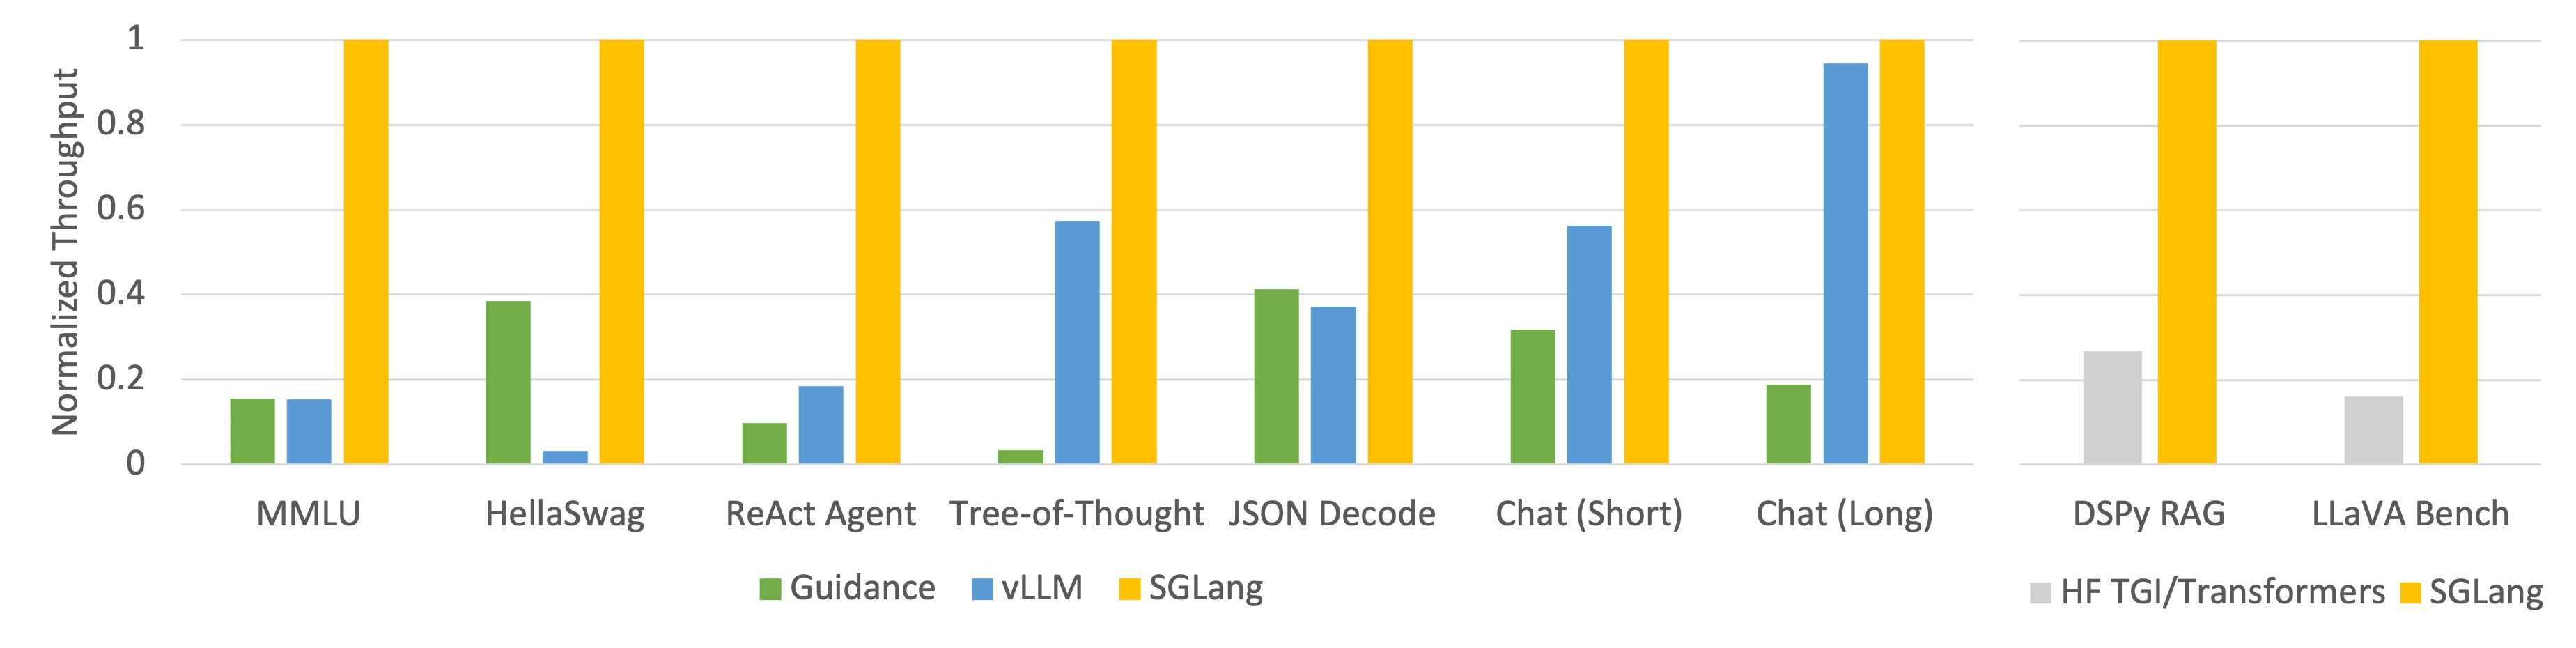 Normalized Throughput
1
0.8
0.6
0.4
0.2
0
MMLU HellaSwag ReAct Agent Tree-of-Thought JSON Decode Chat (Short) Chat (Long) DSPy RAG LLaVA Bench
Guidance vLLM SGLang
HF TGI/Transformers SGLang